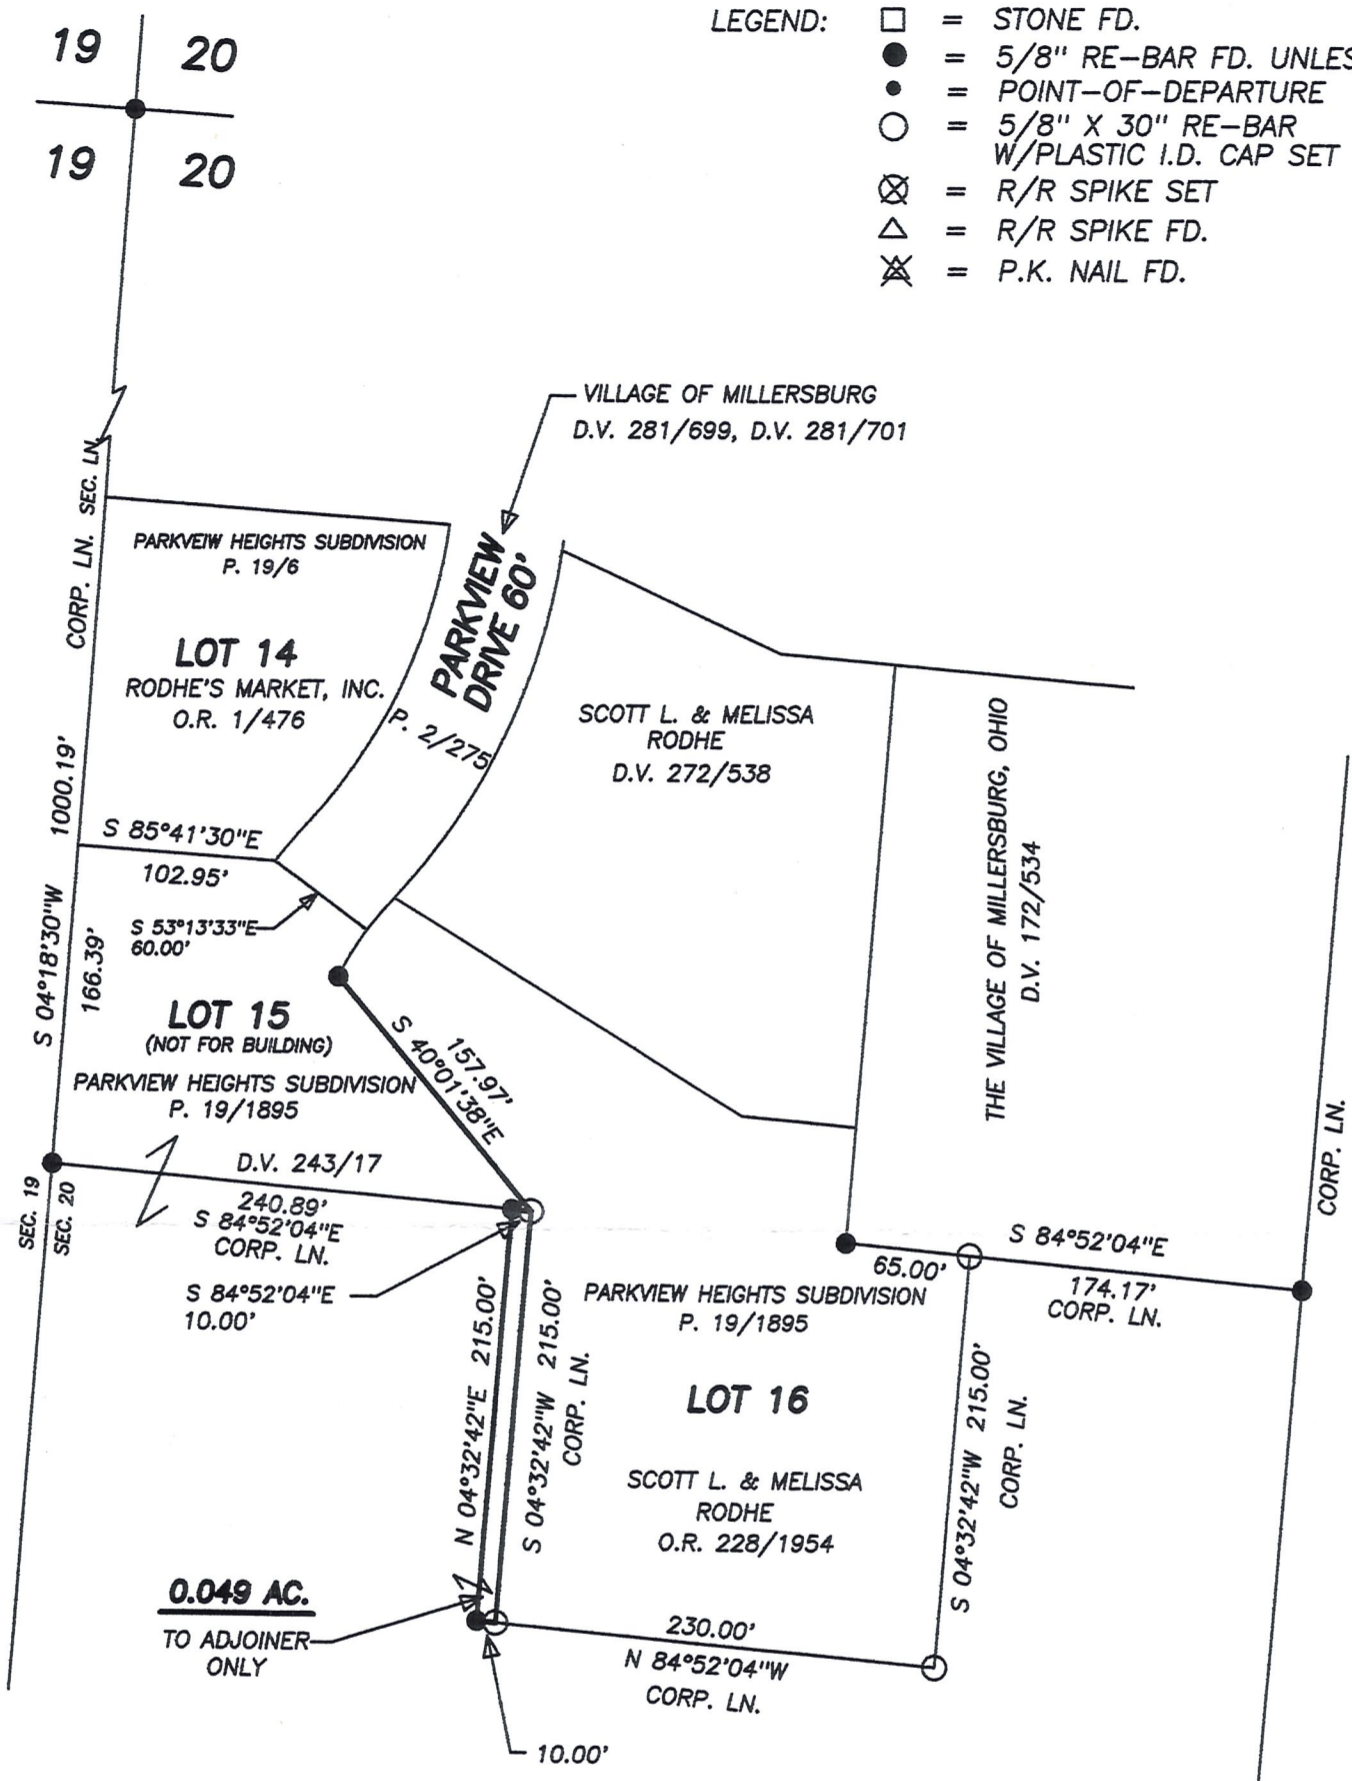 LEGEND:
□ = STONE FD.
● = 5/8" RE-BAR FD. UNLES
• = POINT-OF-DEPARTURE
○ = 5/8" X 30" RE-BAR
W/PLASTIC I.D. CAP SET
= R/R SPIKE SET
△ = R/R SPIKE FD.
= P.K. NAIL FD.
19 20
19 20
VILLAGE OF MILLERSBURG
D.V. 281/699, D.V. 281/701
CORP. LN. SEC. LN.
PARKVEIW HEIGHTS SUBDIVISION
P. 19/6
LOT 14
RODHE'S MARKET, INC.
O.R. 1/476
PARKVIEW
DRIVE 60'
P. 2/275
SCOTT L. & MELISSA
RODHE
D.V. 272/538
THE VILLAGE OF MILLERSBURG, OHIO
D.V. 172/534
S 04°18'30"W 1000.19'
166.39'
S 85°41'30"E
102.95'
S 53°13'33"E
60.00'
LOT 15
(NOT FOR BUILDING)
PARKVIEW HEIGHTS SUBDIVISION
P. 19/1895
157.97'
S 40°01'38"E
D.V. 243/17
240.89'
S 84°52'04"E
CORP. LN.
SEC. 19
SEC. 20
S 84°52'04"E
10.00'
CORP. LN.
S 84°52'04"E
65.00'
174.17'
CORP. LN.
N 04°32'42"E 215.00'
S 04°32'42"W 215.00'
CORP. LN.
PARKVIEW HEIGHTS SUBDIVISION
P. 19/1895
LOT 16
SCOTT L. & MELISSA
RODHE
O.R. 228/1954
S 04°32'42"W 215.00'
CORP. LN.
0.049 AC.
TO ADJOINER
ONLY
230.00'
N 84°52'04"W
CORP. LN.
10.00'